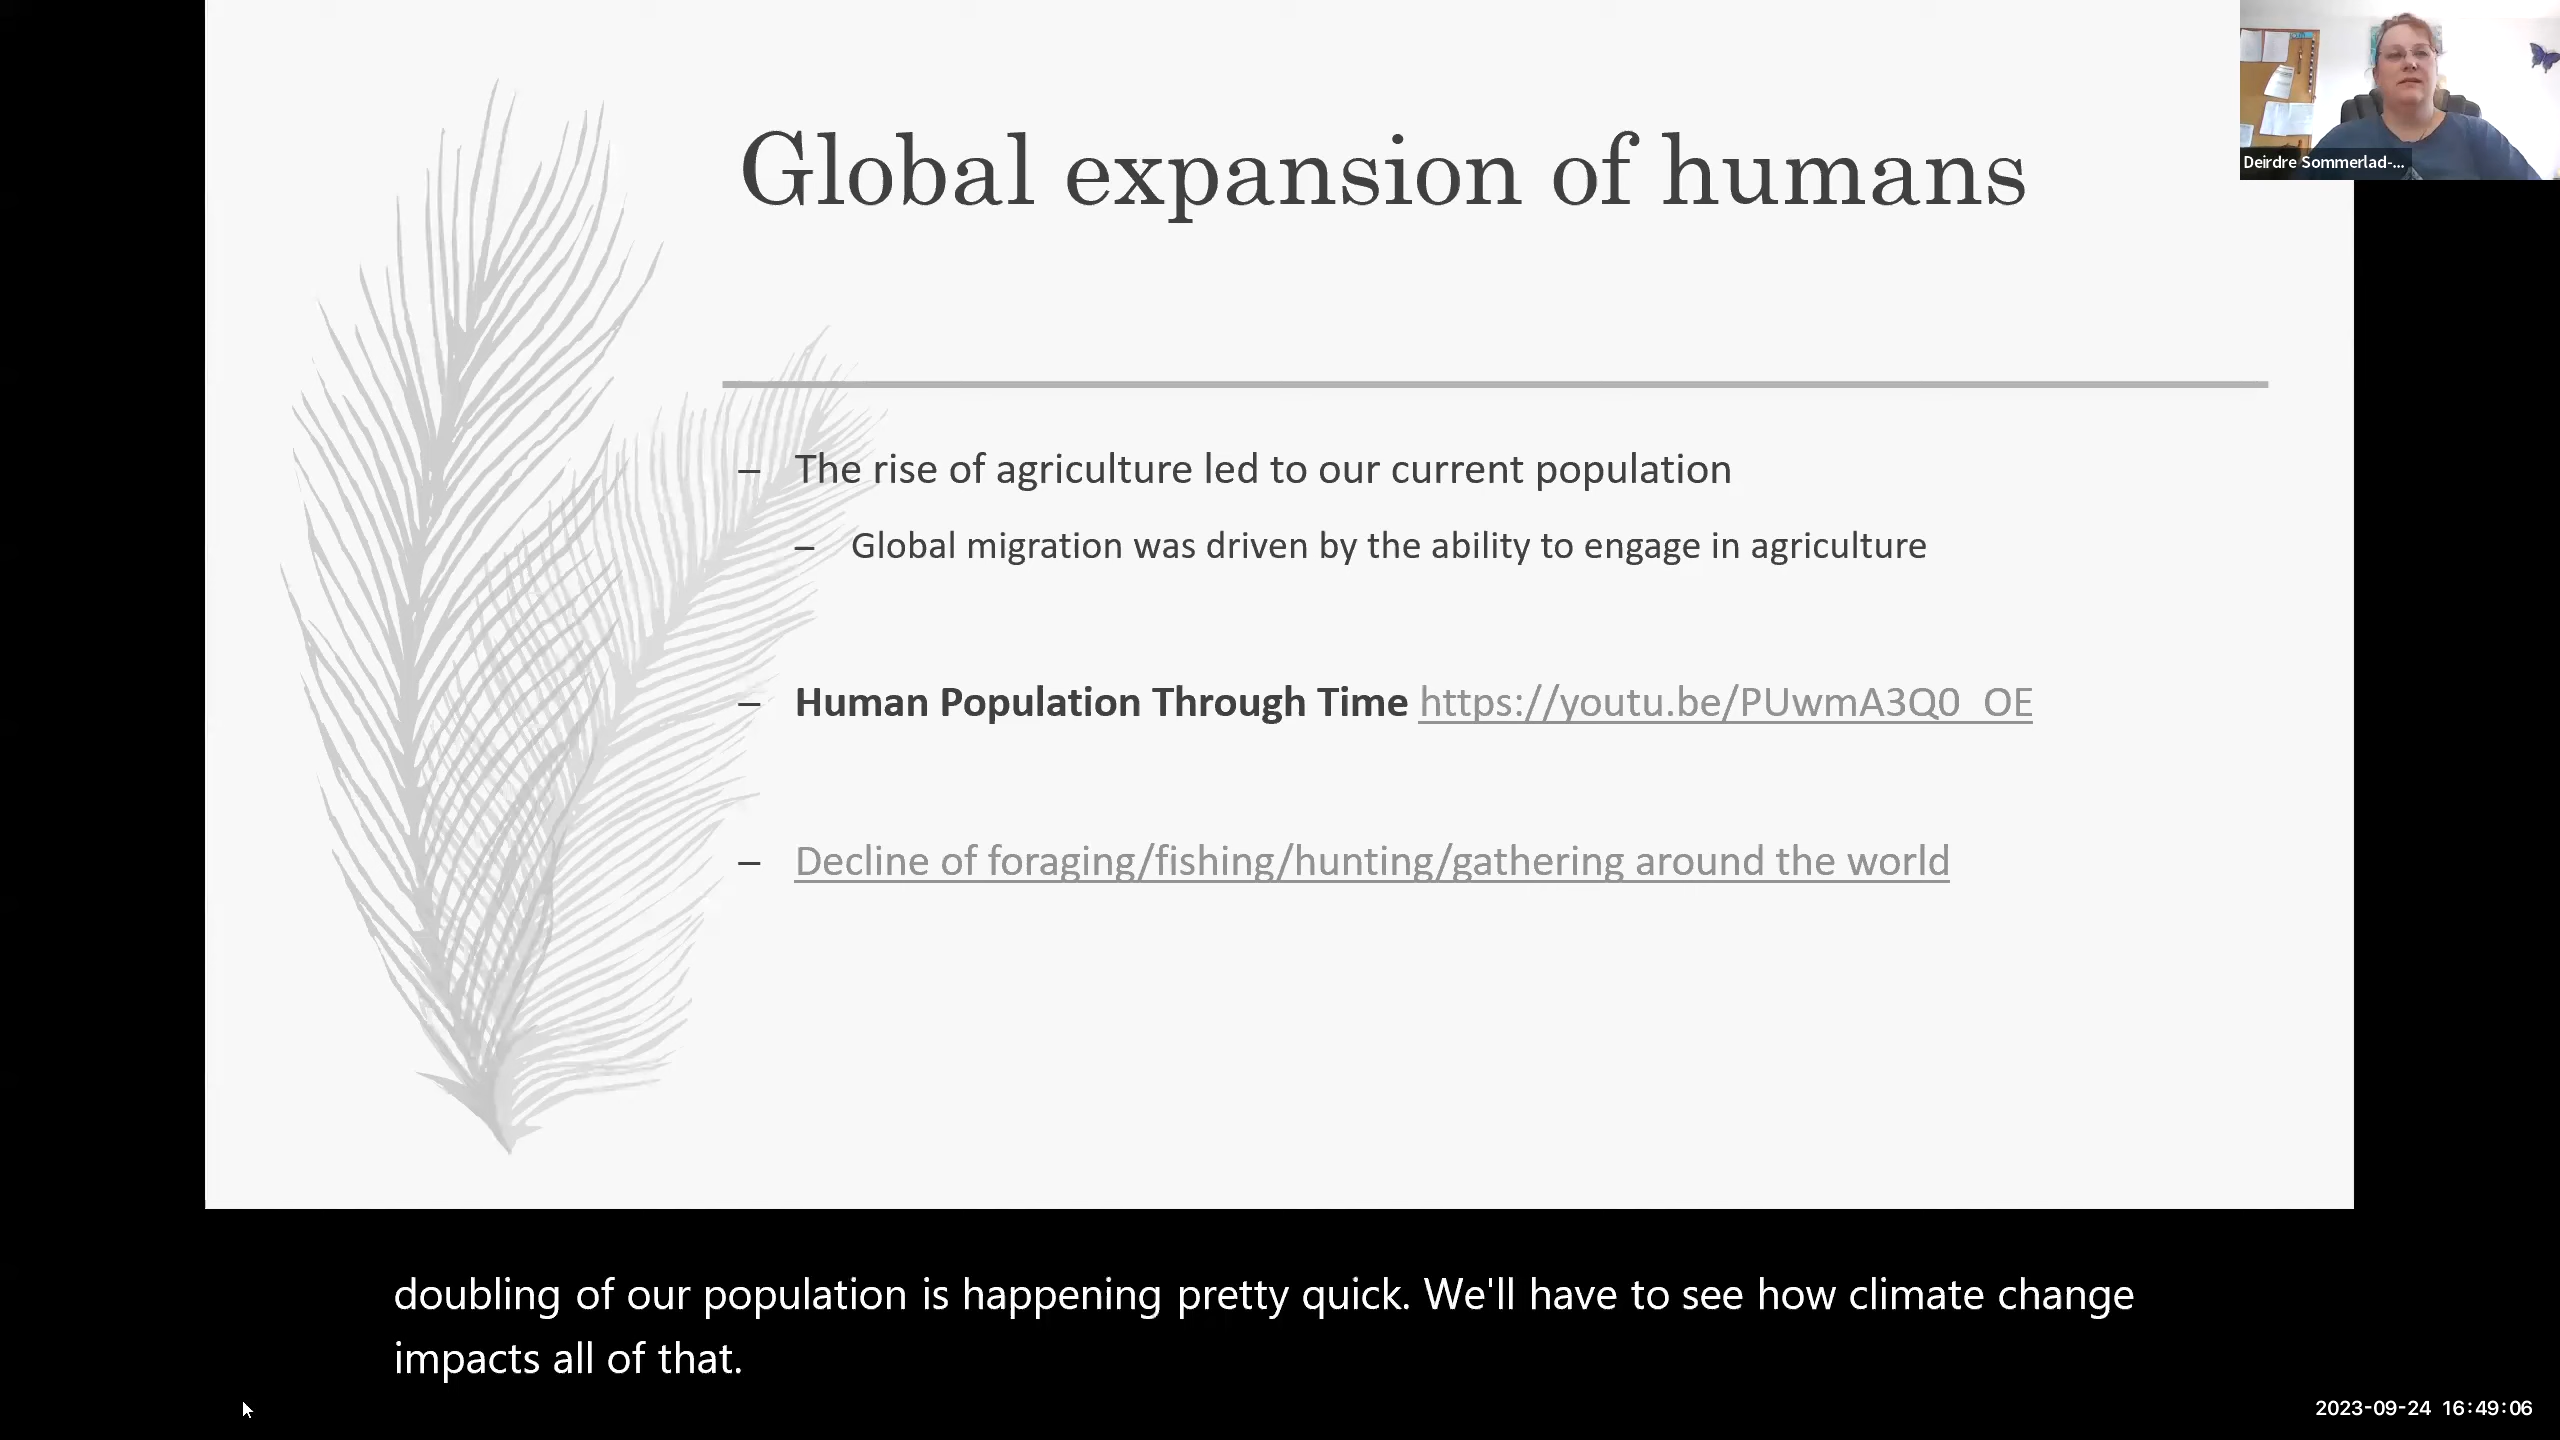 Global expansion of humans
Deirdre Sommerlad-...
– The rise of agriculture led to our current population
– Global migration was driven by the ability to engage in agriculture
– Human Population Through Time https://youtu.be/PUwmA3Q0_OE
– Decline of foraging/fishing/hunting/gathering around the world
doubling of our population is happening pretty quick. We'll have to see how climate change
impacts all of that.
2023-09-24 16:49:06